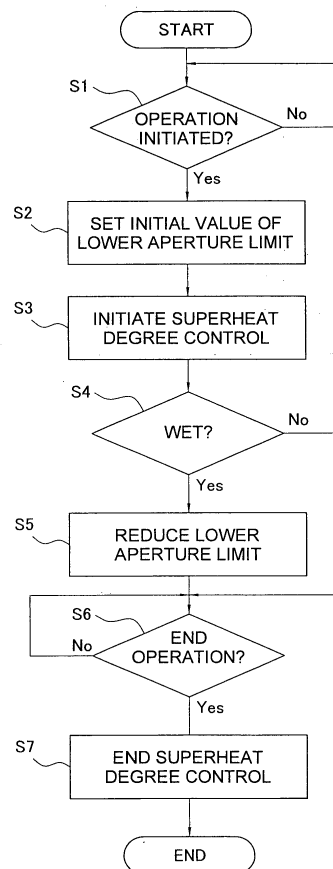 START
S1
OPERATION
INITIATED?
No
Yes
S2
SET INITIAL VALUE OF
LOWER APERTURE LIMIT
S3
INITIATE SUPERHEAT
DEGREE CONTROL
S4
WET?
No
Yes
S5
REDUCE LOWER
APERTURE LIMIT
S6
END
OPERATION?
No
Yes
S7
END SUPERHEAT
DEGREE CONTROL
END